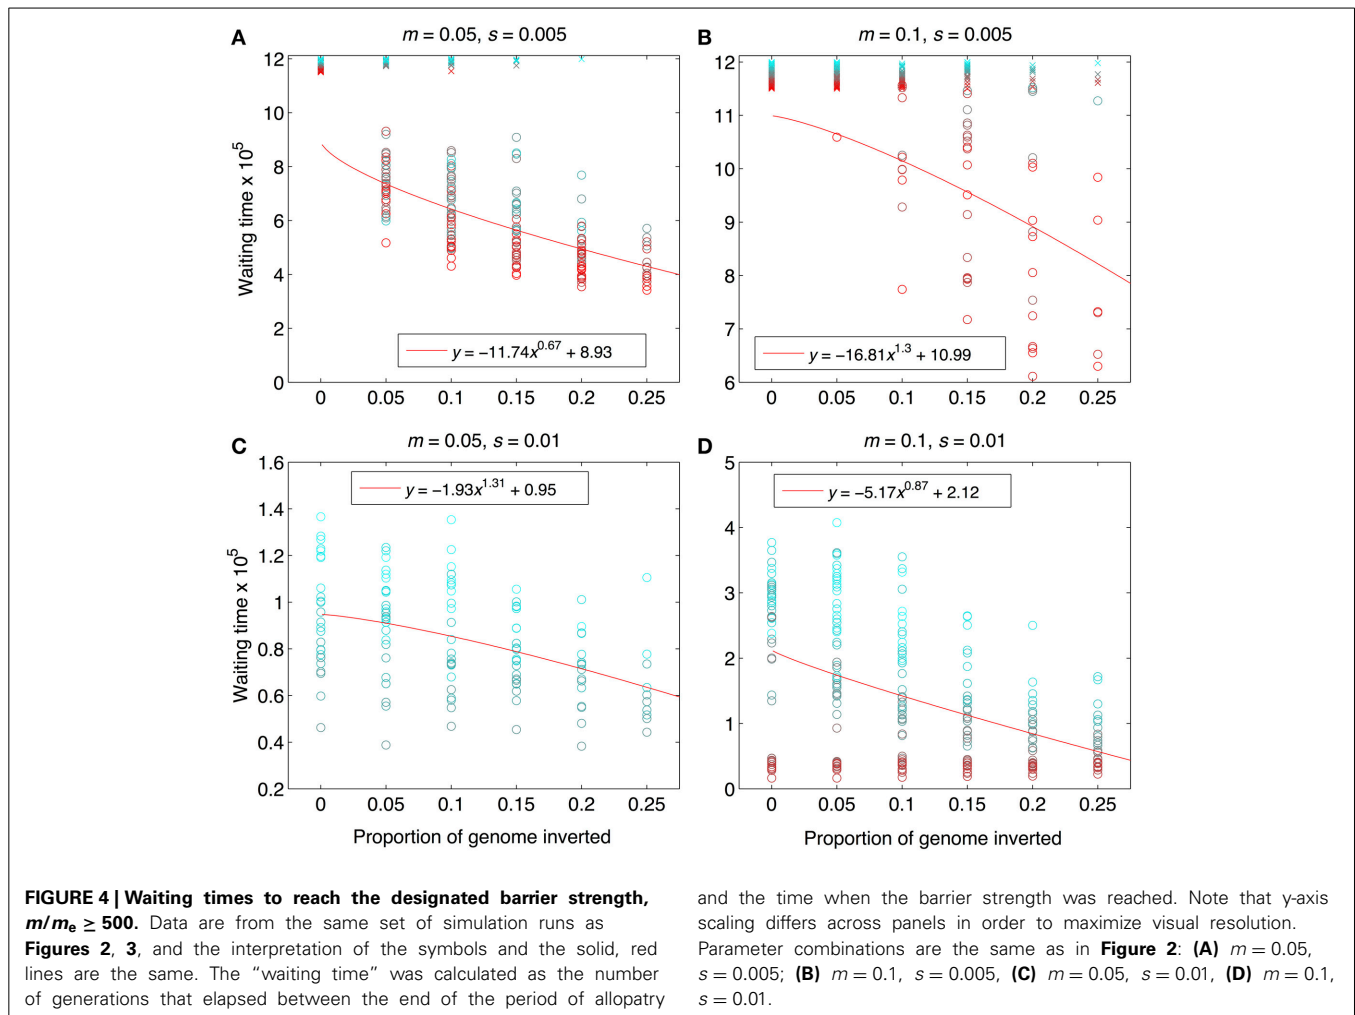 A
m = 0.05, s = 0.005
12
10
8
6
4
2
0
Waiting time x 10^5
0 0.05 0.1 0.15 0.2 0.25
y = −11.74x^0.67 + 8.93
B
m = 0.1, s = 0.005
12
11
10
9
8
7
6
0 0.05 0.1 0.15 0.2 0.25
y = −16.81x^1.3 + 10.99
C
m = 0.05, s = 0.01
1.6
1.4
1.2
1
0.8
0.6
0.4
0.2
Waiting time x 10^5
0 0.05 0.1 0.15 0.2 0.25
Proportion of genome inverted
y = −1.93x^1.31 + 0.95
D
m = 0.1, s = 0.01
5
4
3
2
1
0
0 0.05 0.1 0.15 0.2 0.25
Proportion of genome inverted
y = −5.17x^0.87 + 2.12
FIGURE 4 | Waiting times to reach the designated barrier strength,
m/me ≥ 500. Data are from the same set of simulation runs as
Figures 2, 3, and the interpretation of the symbols and the solid, red
lines are the same. The “waiting time” was calculated as the number
of generations that elapsed between the end of the period of allopatry
and the time when the barrier strength was reached. Note that y-axis
scaling differs across panels in order to maximize visual resolution.
Parameter combinations are the same as in Figure 2: (A) m = 0.05,
s = 0.005; (B) m = 0.1, s = 0.005, (C) m = 0.05, s = 0.01, (D) m = 0.1,
s = 0.01.